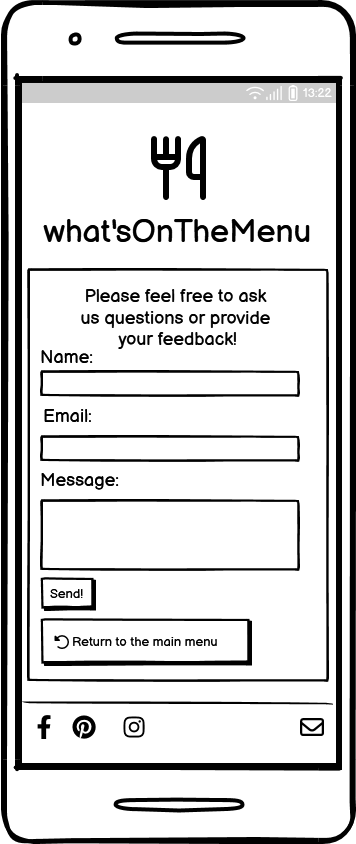 13:22
what'sOnTheMenu
Please feel free to ask
us questions or provide
your feedback!
Name:
Email:
Message:
Send!
Return to the main menu